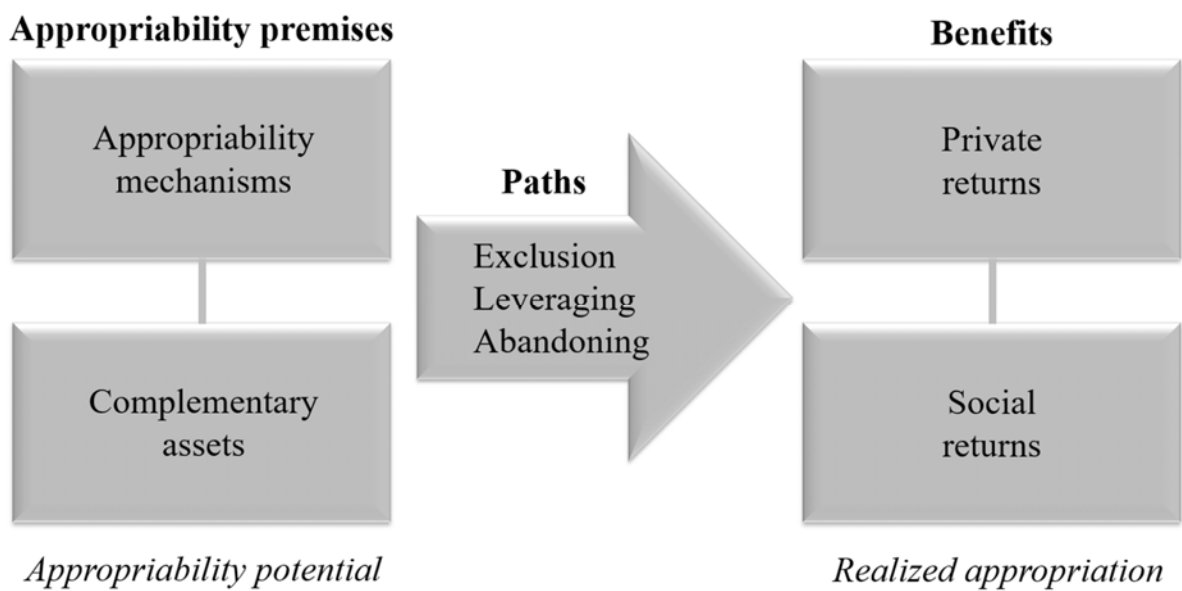 Appropriability premises
Appropriability
mechanisms
Complementary
assets
Appropriability potential
Paths
Exclusion
Leveraging
Abandoning
Benefits
Private
returns
Social
returns
Realized appropriation